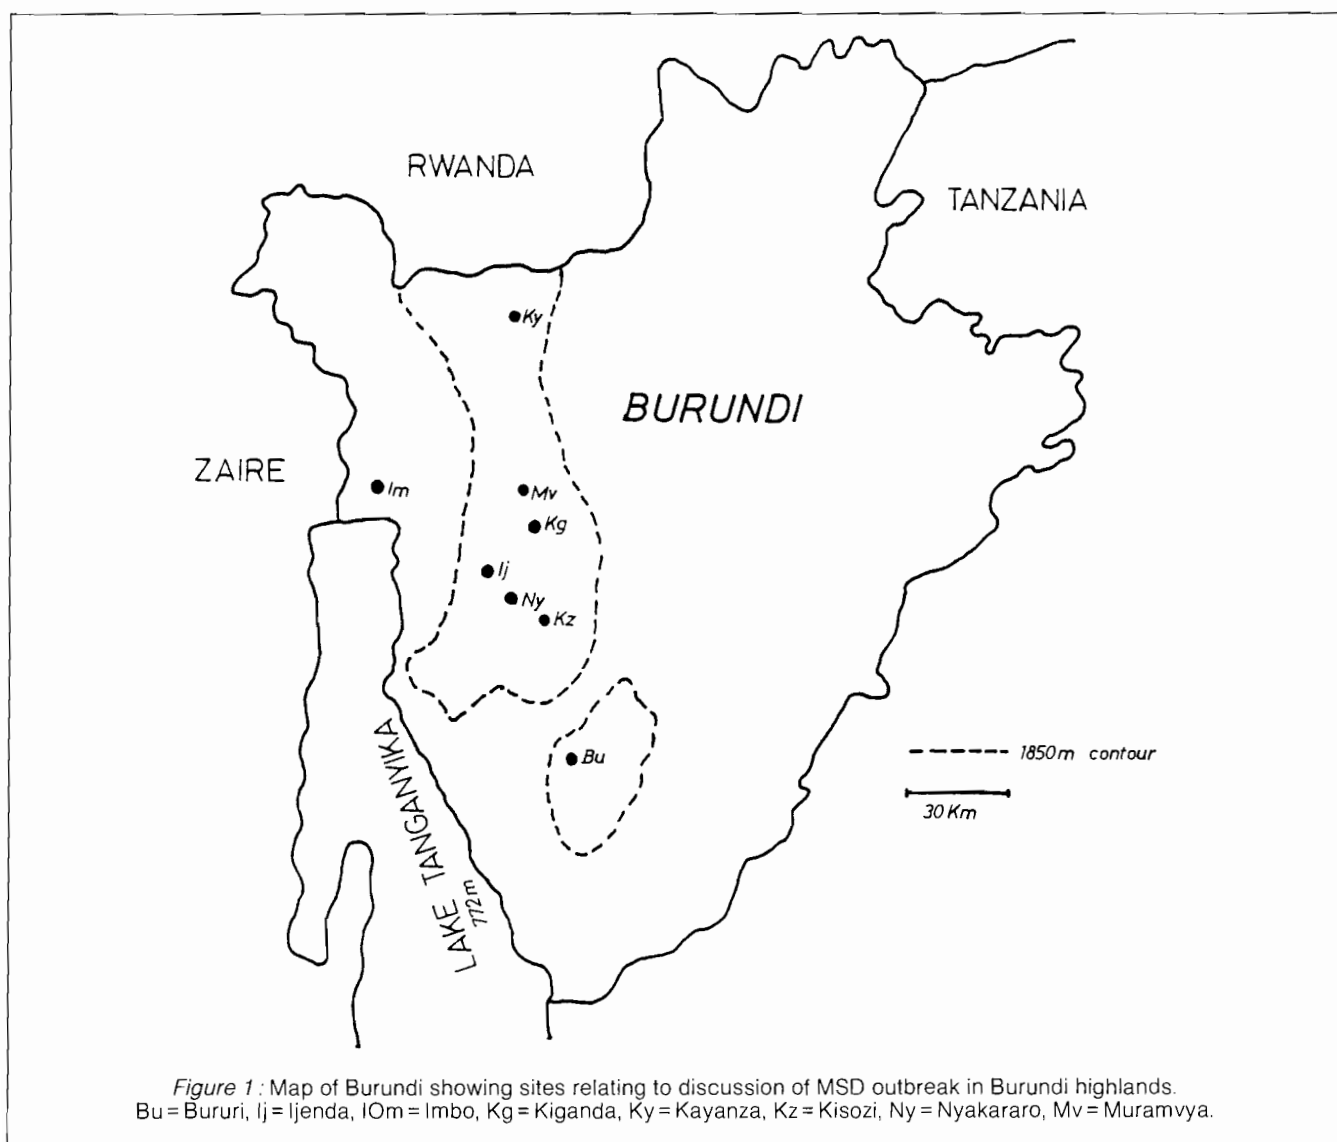 RWANDA
TANZANIA
Ky
BURUNDI
ZAIRE
Im
Mv
Kg
Ij
Ny
Kz
LAKE TANGANYIKA
772m
Bu
1850m contour
30 Km
Figure 1: Map of Burundi showing sites relating to discussion of MSD outbreak in Burundi highlands.
Bu = Bururi, Ij = Ijenda, IOm = Imbo, Kg = Kiganda, Ky = Kayanza, Kz = Kisozi, Ny = Nyakararo, Mv = Muramvya.